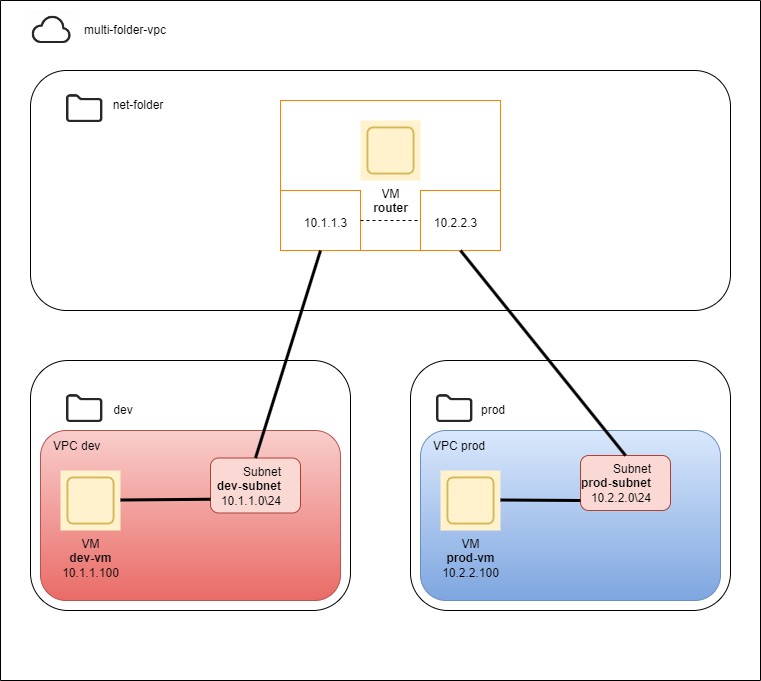 multi-folder-vpc
net-folder
VM
router
10.1.1.3
10.2.2.3
dev
prod
VPC dev
Subnet
dev-subnet
10.1.1.0\24
VM
dev-vm
10.1.1.100
VPC prod
Subnet
prod-subnet
10.2.2.0\24
VM
prod-vm
10.2.2.100